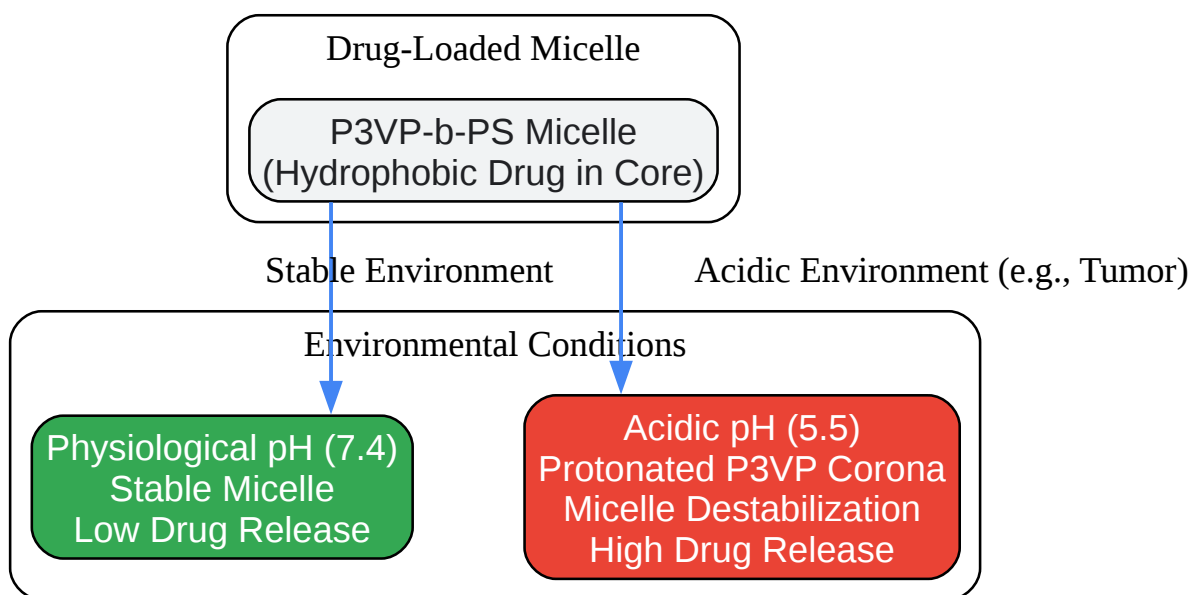 Drug-Loaded Micelle
P3VP-b-PS Micelle
(Hydrophobic Drug in Core)
Stable Environment
Acidic Environment (e.g., Tumor)
Environmental Conditions
Physiological pH (7.4)
Stable Micelle
Low Drug Release
Acidic pH (5.5)
Protonated P3VP Corona
Micelle Destabilization
High Drug Release